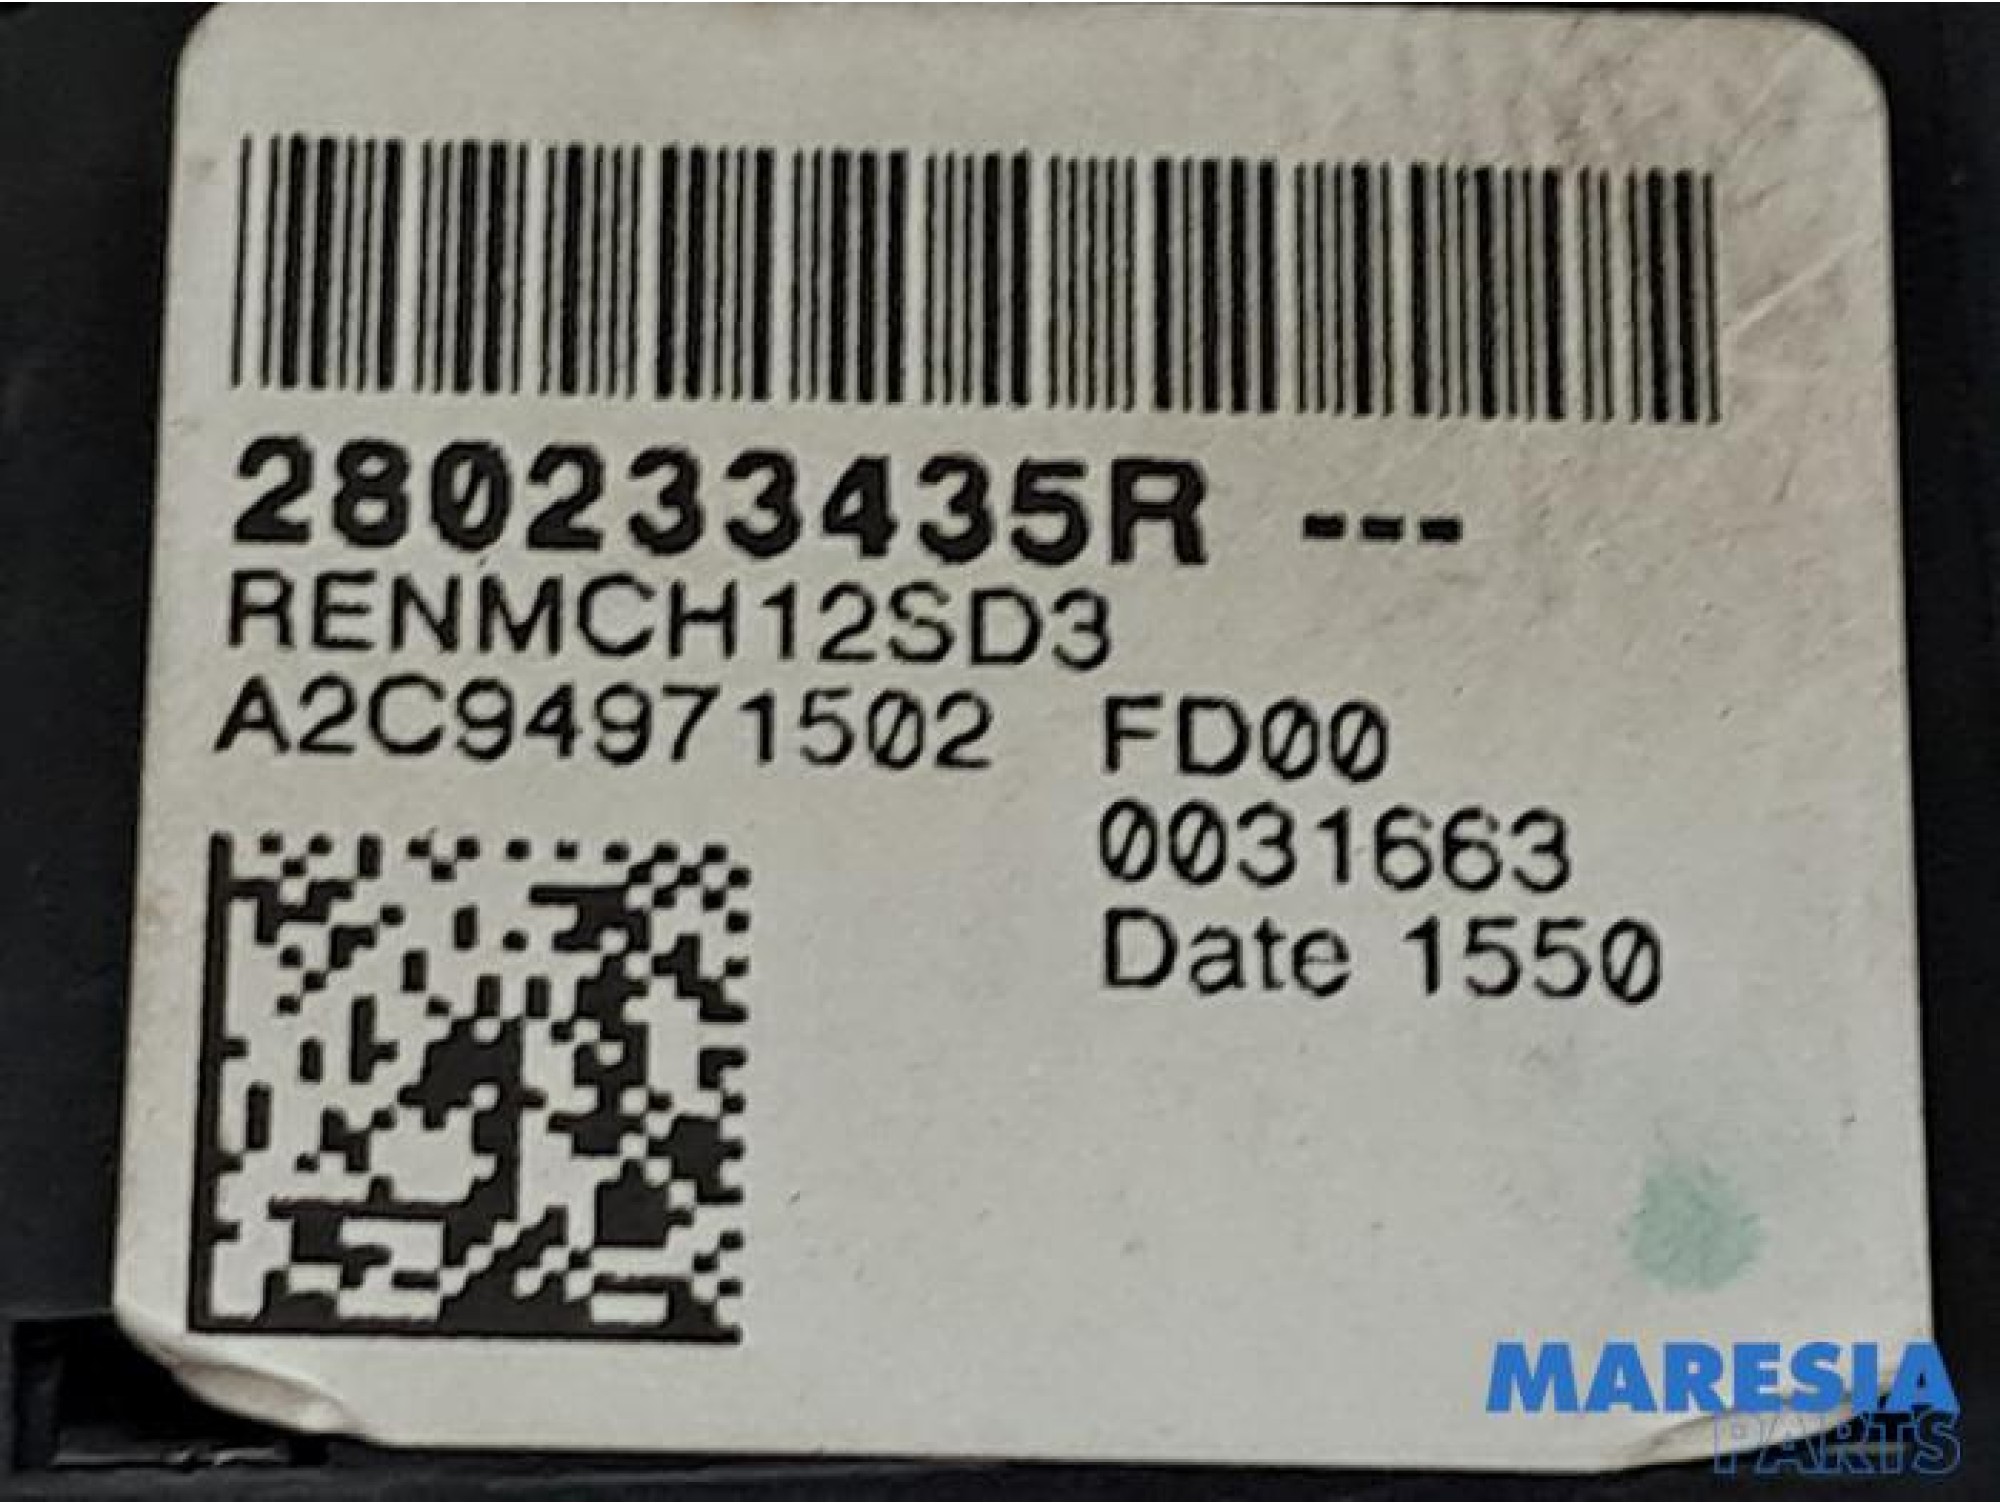 280233435R ---
RENMCH12SD3
A2C94971502 FD00
0031663
Date 1550
MARESIA
PARTS